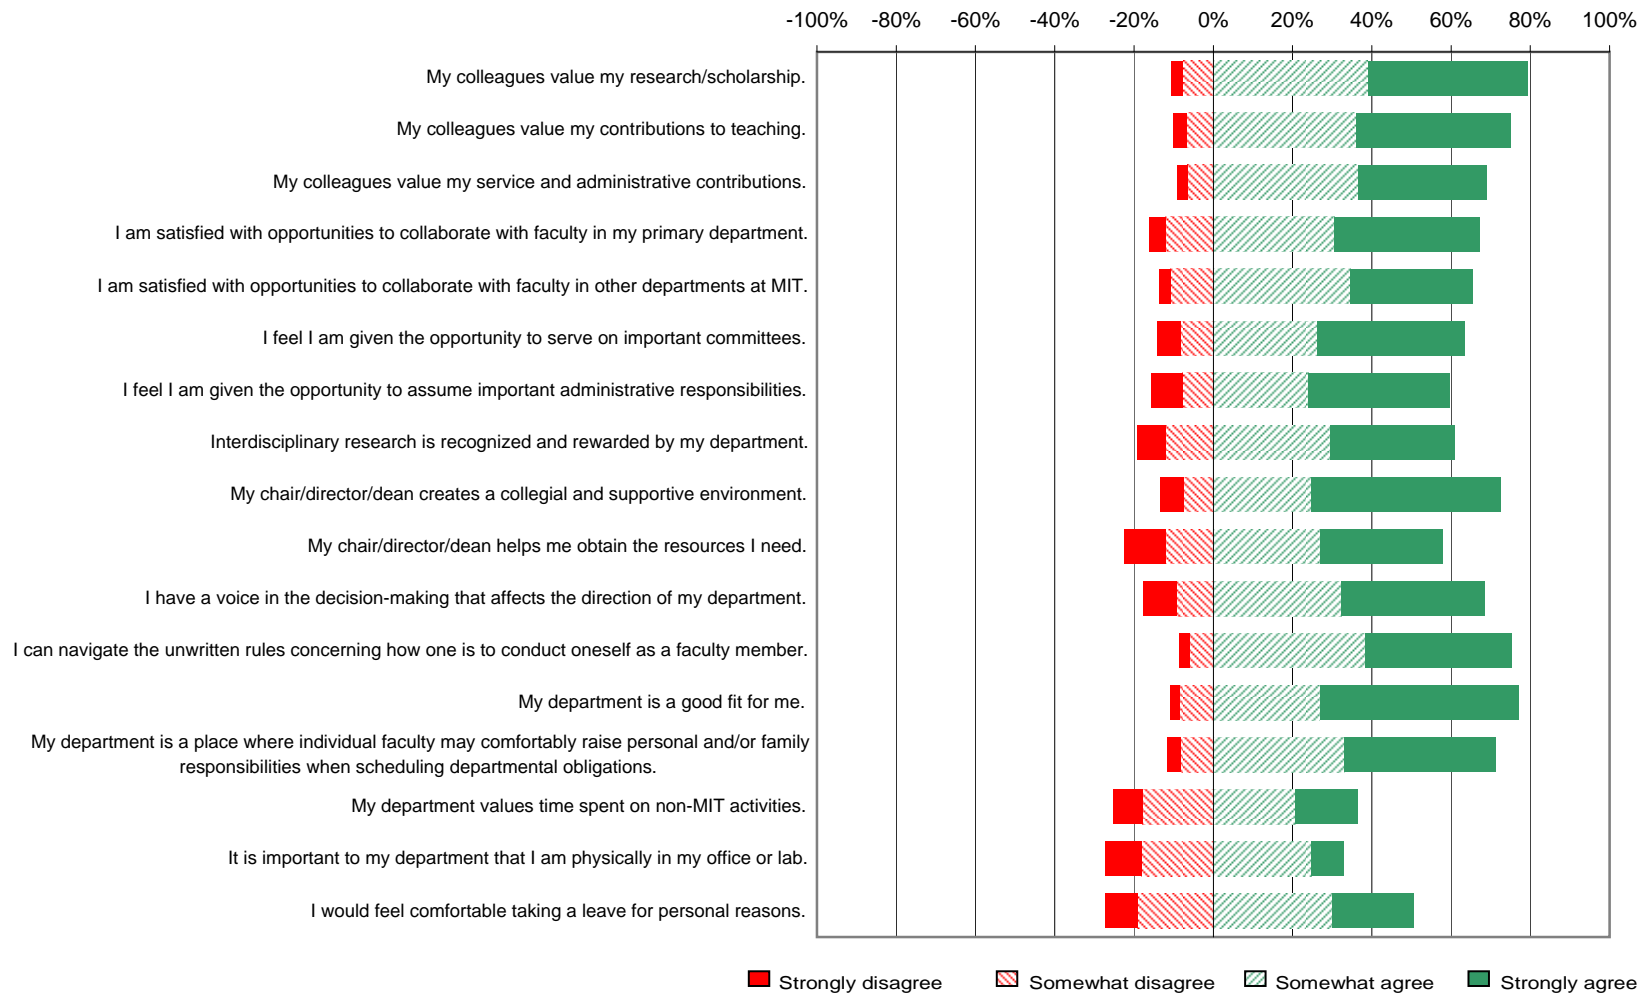 -100% -80% -60% -40% -20% 0% 20% 40% 60% 80% 100%
My colleagues value my research/scholarship.
My colleagues value my contributions to teaching.
My colleagues value my service and administrative contributions.
I am satisfied with opportunities to collaborate with faculty in my primary department.
I am satisfied with opportunities to collaborate with faculty in other departments at MIT.
I feel I am given the opportunity to serve on important committees.
I feel I am given the opportunity to assume important administrative responsibilities.
Interdisciplinary research is recognized and rewarded by my department.
My chair/director/dean creates a collegial and supportive environment.
My chair/director/dean helps me obtain the resources I need.
I have a voice in the decision-making that affects the direction of my department.
I can navigate the unwritten rules concerning how one is to conduct oneself as a faculty member.
My department is a good fit for me.
My department is a place where individual faculty may comfortably raise personal and/or family
responsibilities when scheduling departmental obligations.
My department values time spent on non-MIT activities.
It is important to my department that I am physically in my office or lab.
I would feel comfortable taking a leave for personal reasons.
Strongly disagree Somewhat disagree Somewhat agree Strongly agree